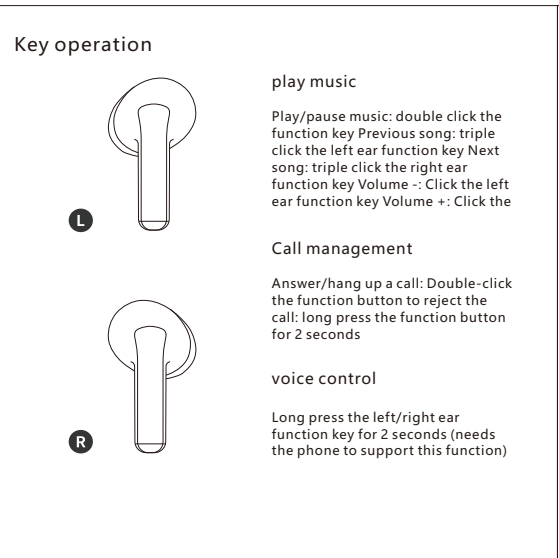 Key operation
play music
Play/pause music: double click the
function key Previous song: triple
click the left ear function key Next
song: triple click the right ear
function key Volume -: Click the left
ear function key Volume +: Click the
L
Call management
Answer/hang up a call: Double-click
the function button to reject the
call: long press the function button
for 2 seconds
voice control
Long press the left/right ear
function key for 2 seconds (needs
the phone to support this function)
R